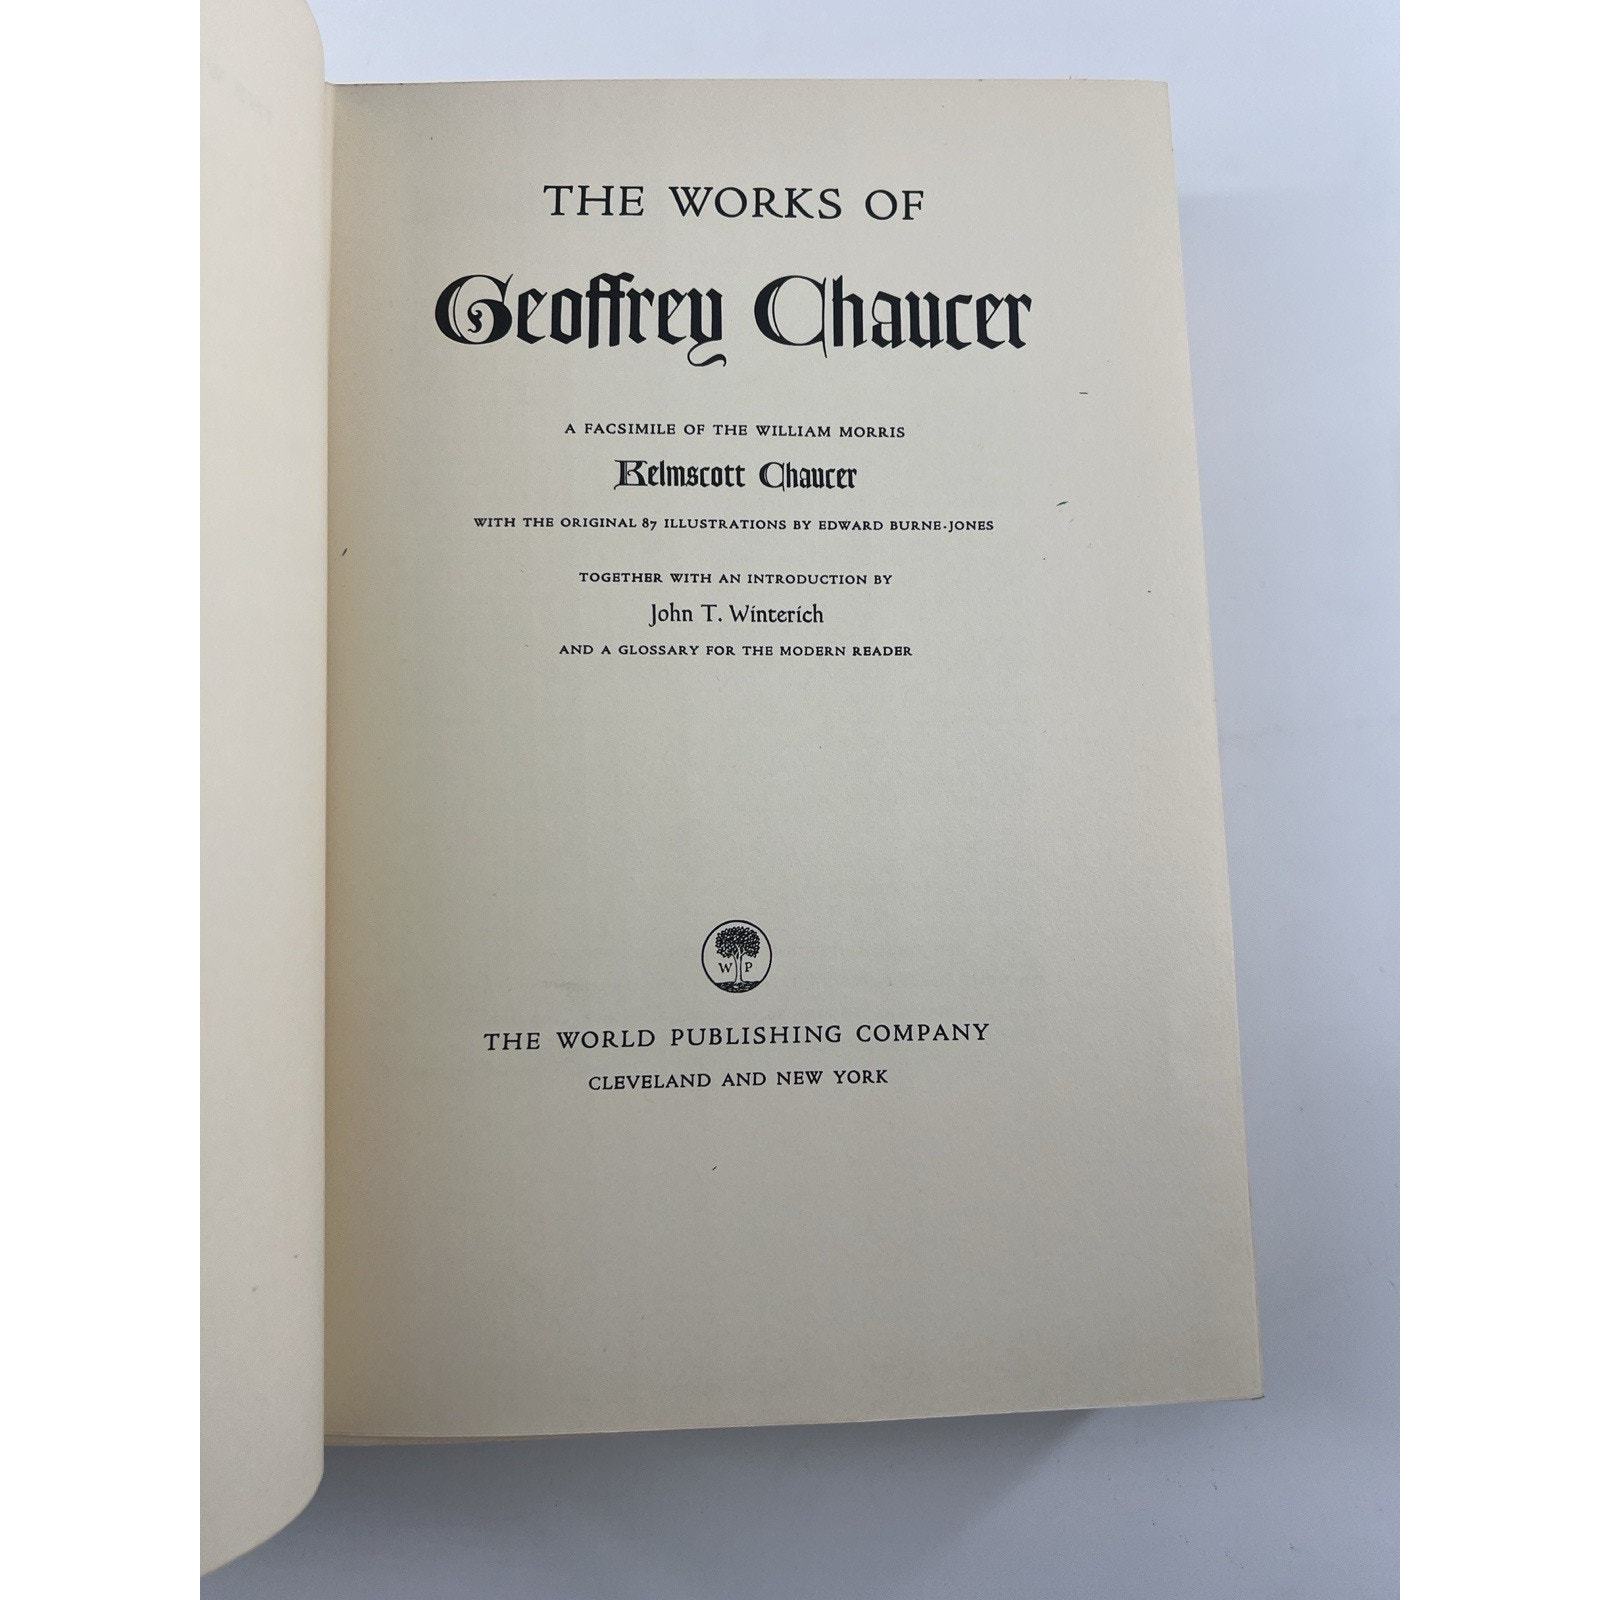 THE WORKS OF
Geoffrey Chaucer
A FACSIMILE OF THE WILLIAM MORRIS
Kelmscott Chaucer
WITH THE ORIGINAL 87 ILLUSTRATIONS BY EDWARD BURNE-JONES
TOGETHER WITH AN INTRODUCTION BY
John T. Winterich
AND A GLOSSARY FOR THE MODERN READER
W P
THE WORLD PUBLISHING COMPANY
CLEVELAND AND NEW YORK